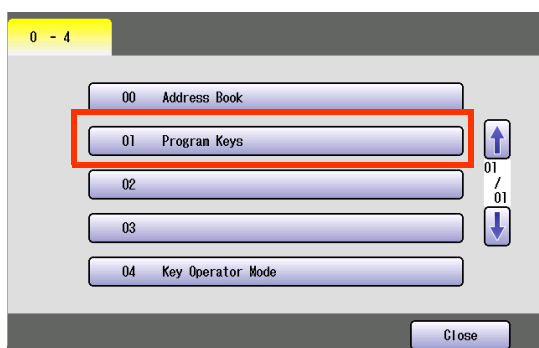 0 - 4
00 Address Book
01 Program Keys
02
03
04 Key Operator Mode
01
/
01
Close